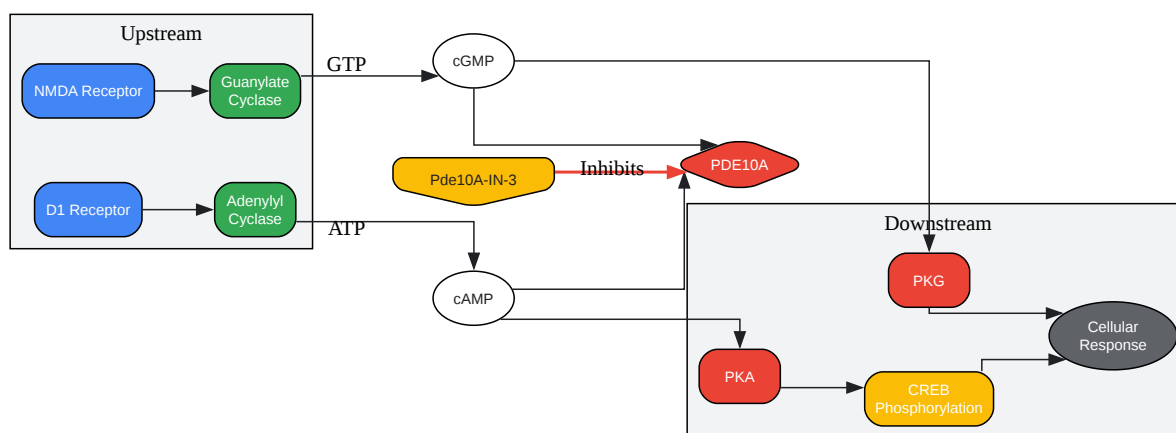 Upstream
NMDA Receptor
Guanylate
Cyclase
GTP
cGMP
PDE10A
Inhibits
Pde10A-IN-3
D1 Receptor
Adenylyl
Cyclase
ATP
cAMP
Downstream
PKG
Cellular
Response
PKA
CREB
Phosphorylation